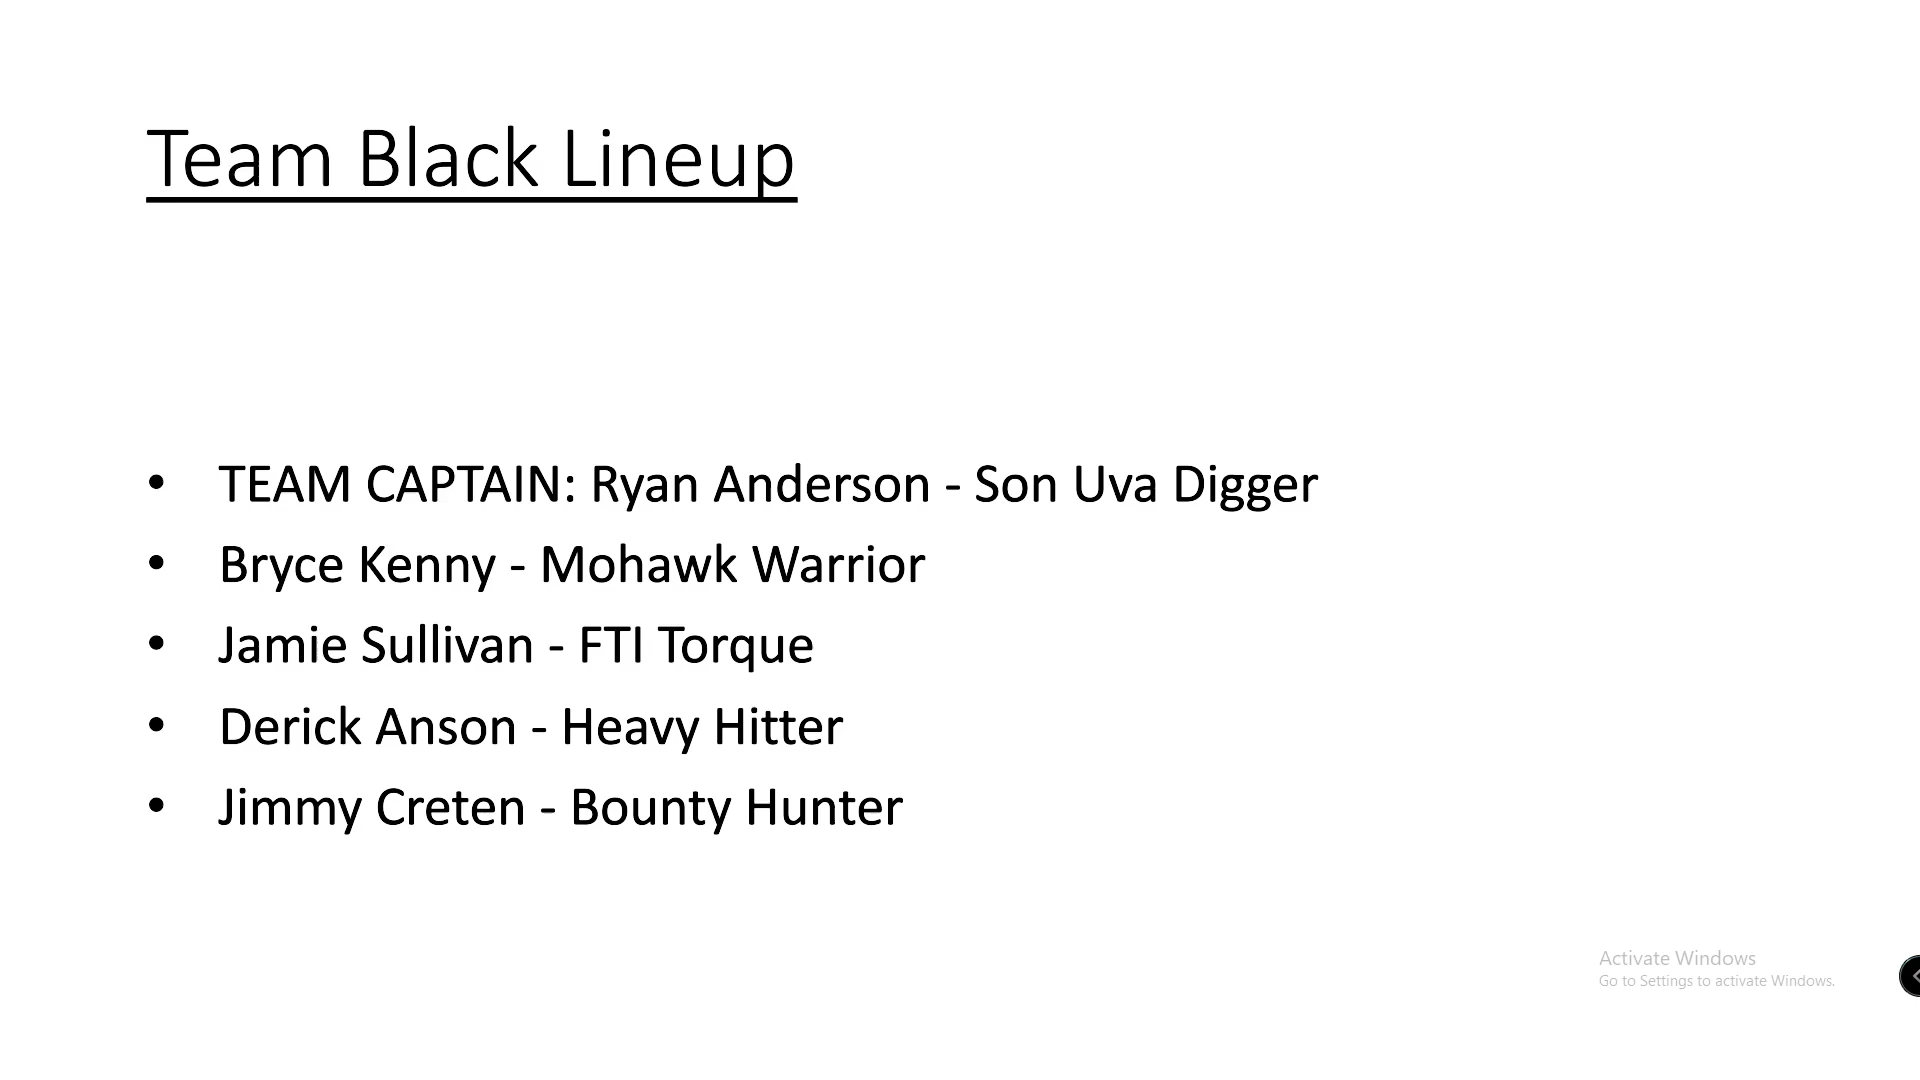 Team Black Lineup
• TEAM CAPTAIN: Ryan Anderson - Son Uva Digger
• Bryce Kenny - Mohawk Warrior
• Jamie Sullivan - FTI Torque
• Derick Anson - Heavy Hitter
• Jimmy Creten - Bounty Hunter
Activate Windows
Go to Settings to activate Windows.